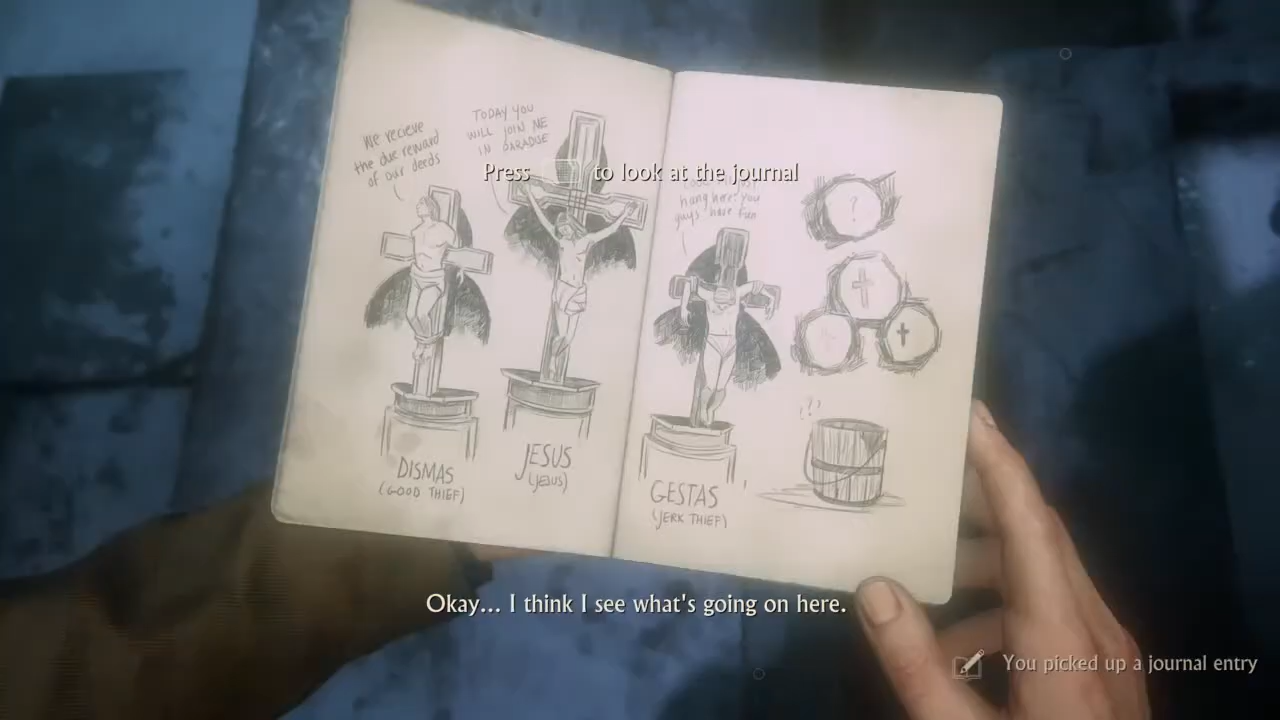 We recieve
the due reward
of our deeds
TODAY YOU
WILL JOIN ME
IN PARADISE
Press to look at the journal
hang here. you
guys have fun
?
DISMAS
(GOOD THIEF)
JESUS
(JESUS)
GESTAS
(JERK THIEF)
(??)
Okay... I think I see what's going on here.
You picked up a journal entry